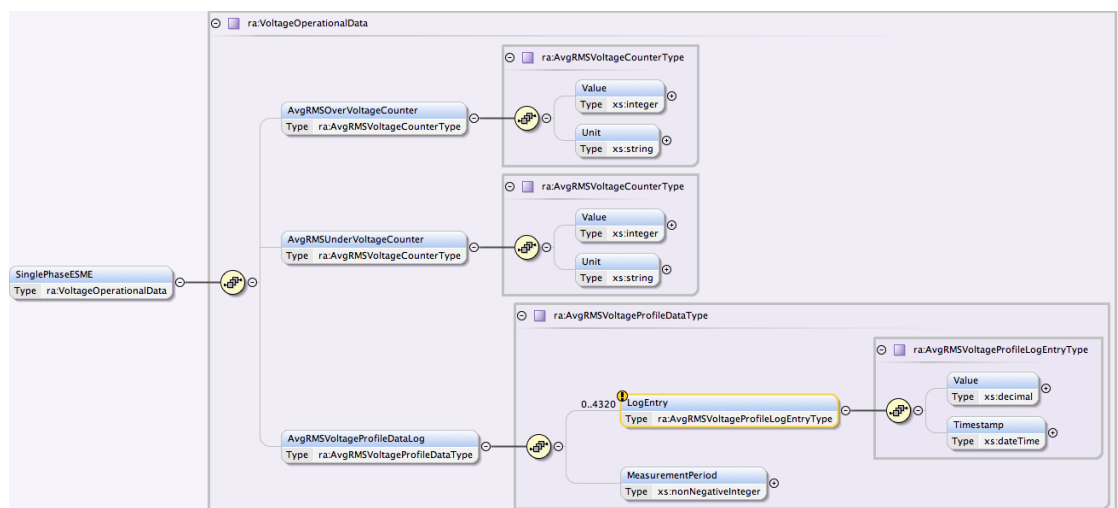 ra:VoltageOperationalData
ra:AvgRMSVoltageCounterType
Value
Type xs:integer
AvgRMSOverVoltageCounter
Type ra:AvgRMSVoltageCounterType
Unit
Type xs:string
ra:AvgRMSVoltageCounterType
Value
Type xs:integer
AvgRMSUnderVoltageCounter
Type ra:AvgRMSVoltageCounterType
Unit
Type xs:string
SinglePhaseESME
Type ra:VoltageOperationalData
ra:AvgRMSVoltageProfileDataType
ra:AvgRMSVoltageProfileLogEntryType
Value
Type xs:decimal
0..4320
LogEntry
Type ra:AvgRMSVoltageProfileLogEntryType
Timestamp
Type xs:dateTime
AvgRMSVoltageProfileDataLog
Type ra:AvgRMSVoltageProfileDataType
MeasurementPeriod
Type xs:nonNegativeInteger